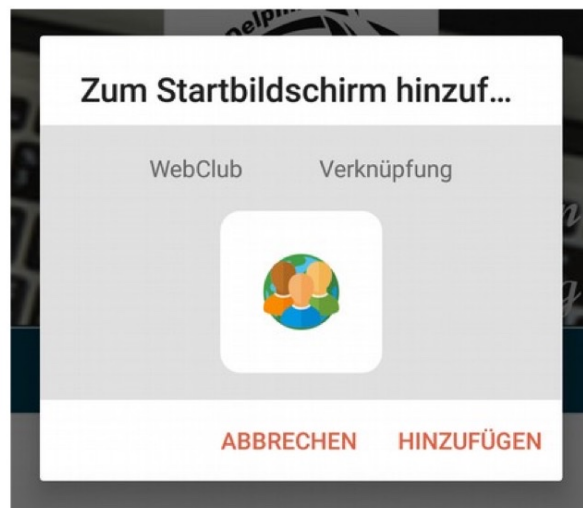 Zum Startbildschirm hinzuf...
WebClub Verknüpfung
ABBRECHEN HINZUFÜGEN